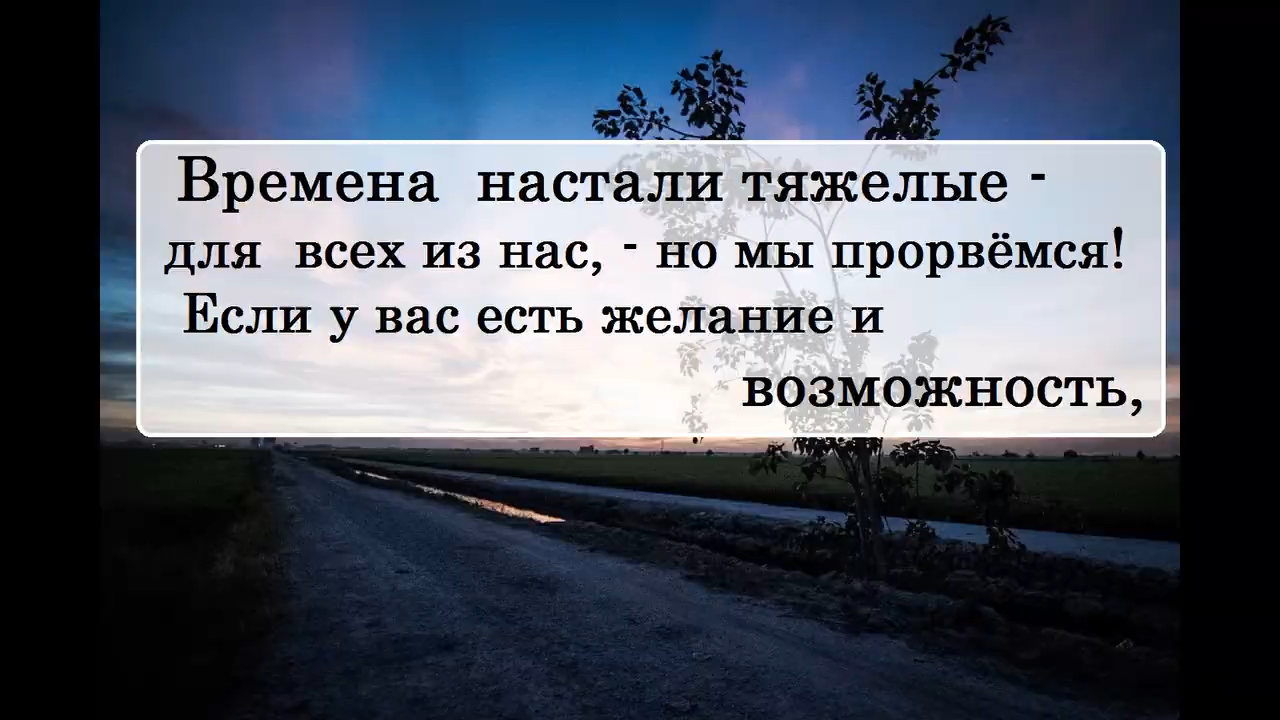 Времена настали тяжелые -
для всех из нас, - но мы прорвёмся!
Если у вас есть желание и
возможность,